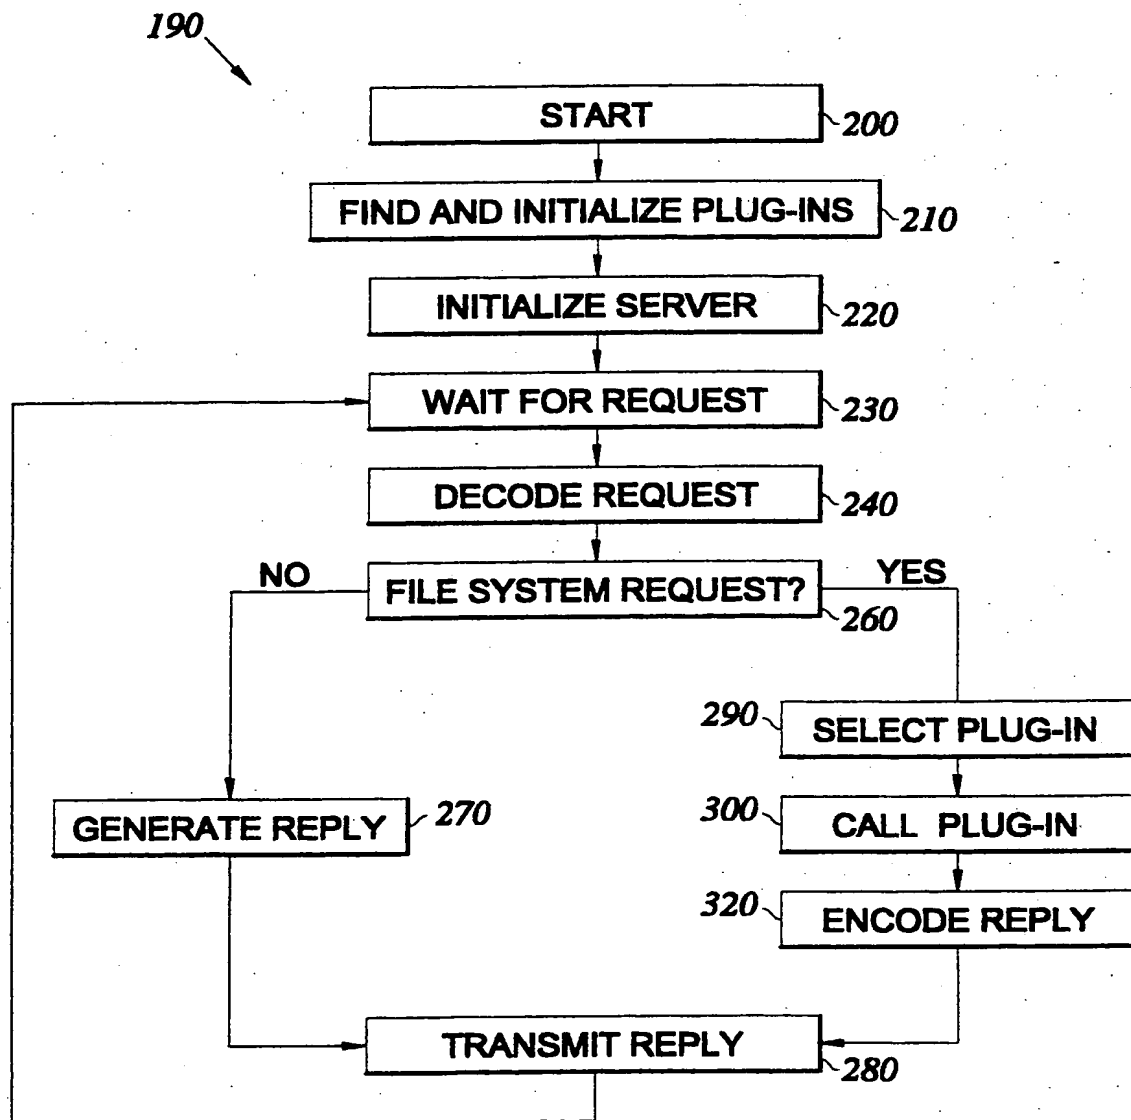 190
START
200
FIND AND INITIALIZE PLUG-INS
210
INITIALIZE SERVER
220
WAIT FOR REQUEST
230
DECODE REQUEST
240
NO
FILE SYSTEM REQUEST?
YES
260
290
SELECT PLUG-IN
GENERATE REPLY
270
300
CALL PLUG-IN
320
ENCODE REPLY
TRANSMIT REPLY
280